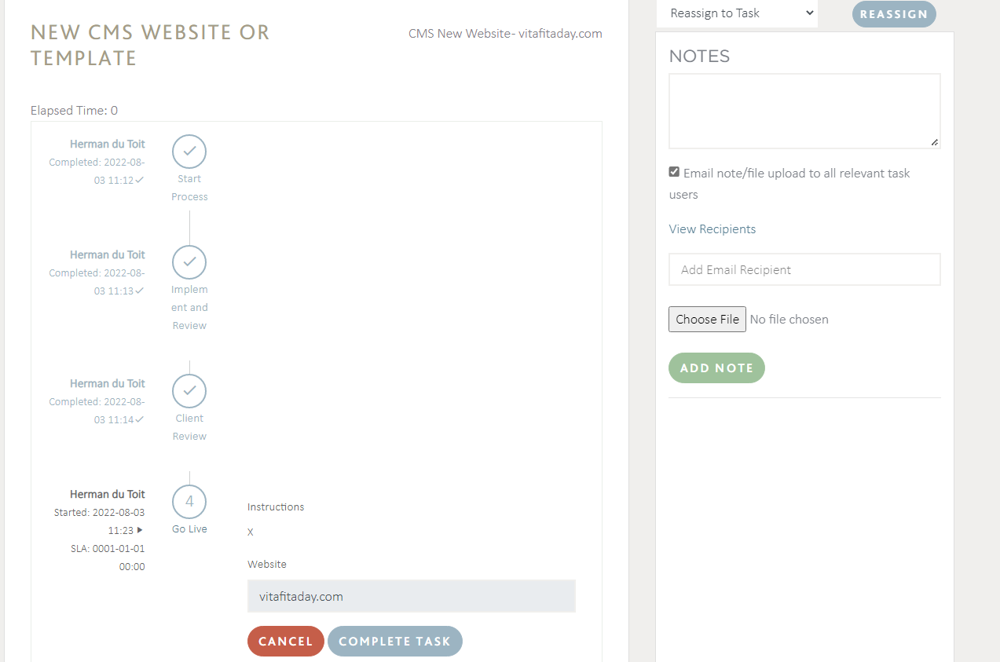 NEW CMS WEBSITE OR
TEMPLATE
CMS New Website- vitafitaday.com
Elapsed Time: 0
Herman du Toit
Completed: 2022-08-
03 11:12
Start
Process
Herman du Toit
Completed: 2022-08-
03 11:13
Implem
ent and
Review
Herman du Toit
Completed: 2022-08-
03 11:14
Client
Review
Herman du Toit
Started: 2022-08-03
11:23
SLA: 0001-01-01
00:00
4
Go Live
Instructions
X
Website
vitafitaday.com
CANCEL
COMPLETE TASK
Reassign to Task
REASSIGN
NOTES
Email note/file upload to all relevant task
users
View Recipients
Add Email Recipient
Choose File No file chosen
ADD NOTE